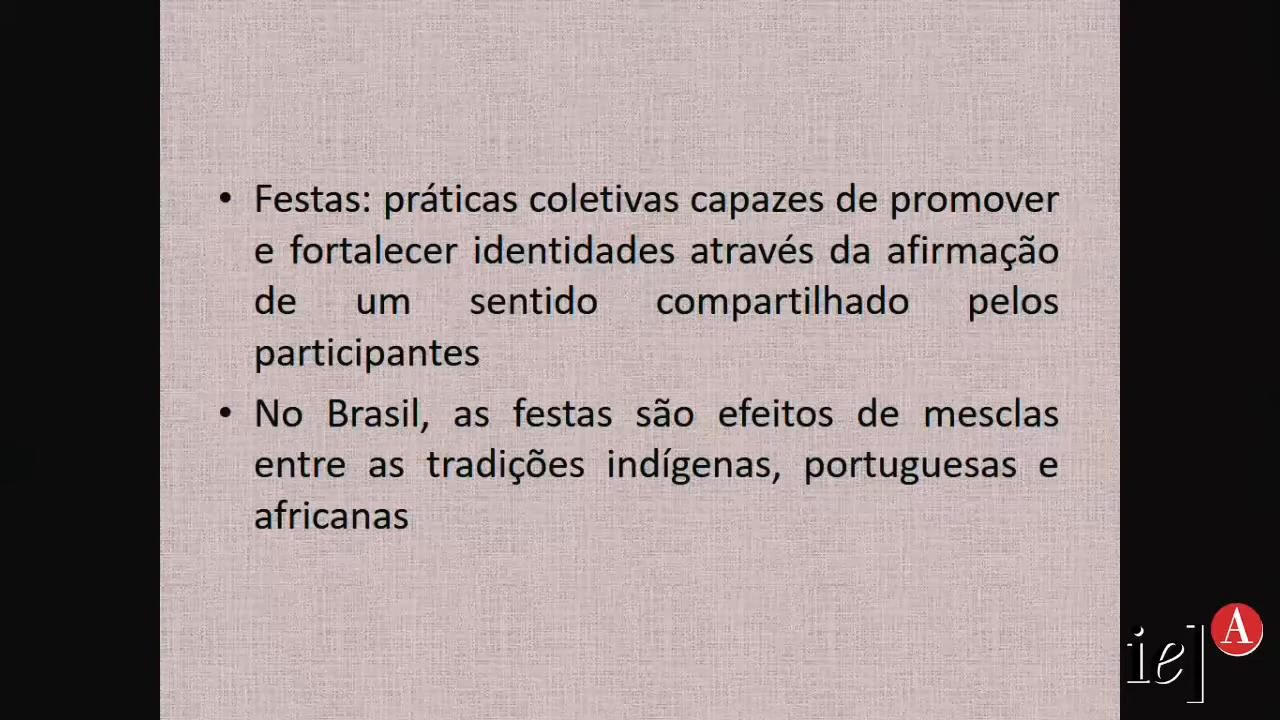 • Festas: práticas coletivas capazes de promover
e fortalecer identidades através da afirmação
de um sentido compartilhado pelos
participantes
• No Brasil, as festas são efeitos de mesclas
entre as tradições indígenas, portuguesas e
africanas
ie] A